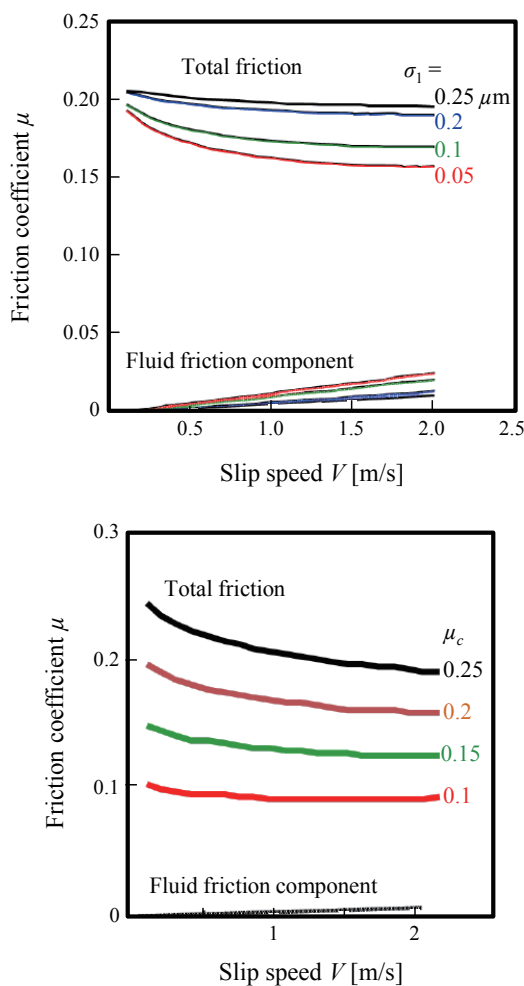 0.25
Total friction
σ₁ =
0.25 μm
0.20
0.2
0.1
0.15
0.05
Friction coefficient μ
0.10
0.05
Fluid friction component
0
0.5
1.0
1.5
2.0
2.5
Slip speed V [m/s]
0.3
Total friction
μc
0.25
0.2
0.2
0.15
Friction coefficient μ
0.1
0.1
Fluid friction component
0
1
2
Slip speed V [m/s]